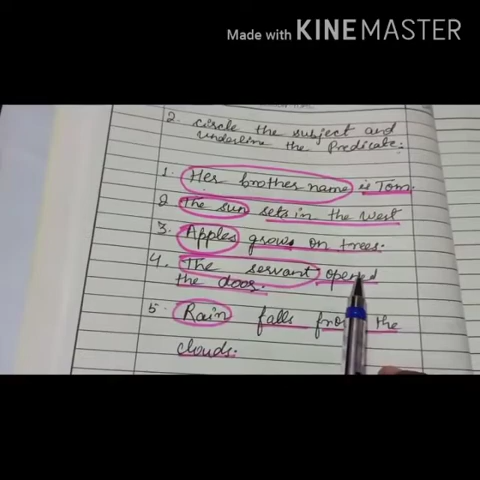 Made with KINEMASTER
2. circle the subject and
underline the Predicate:
1. Her brother name is Tom.
2 The sun sets in the west
3. Apples grow on trees.
4. The servant opened
the door.
5. Rain falls from the
clouds.